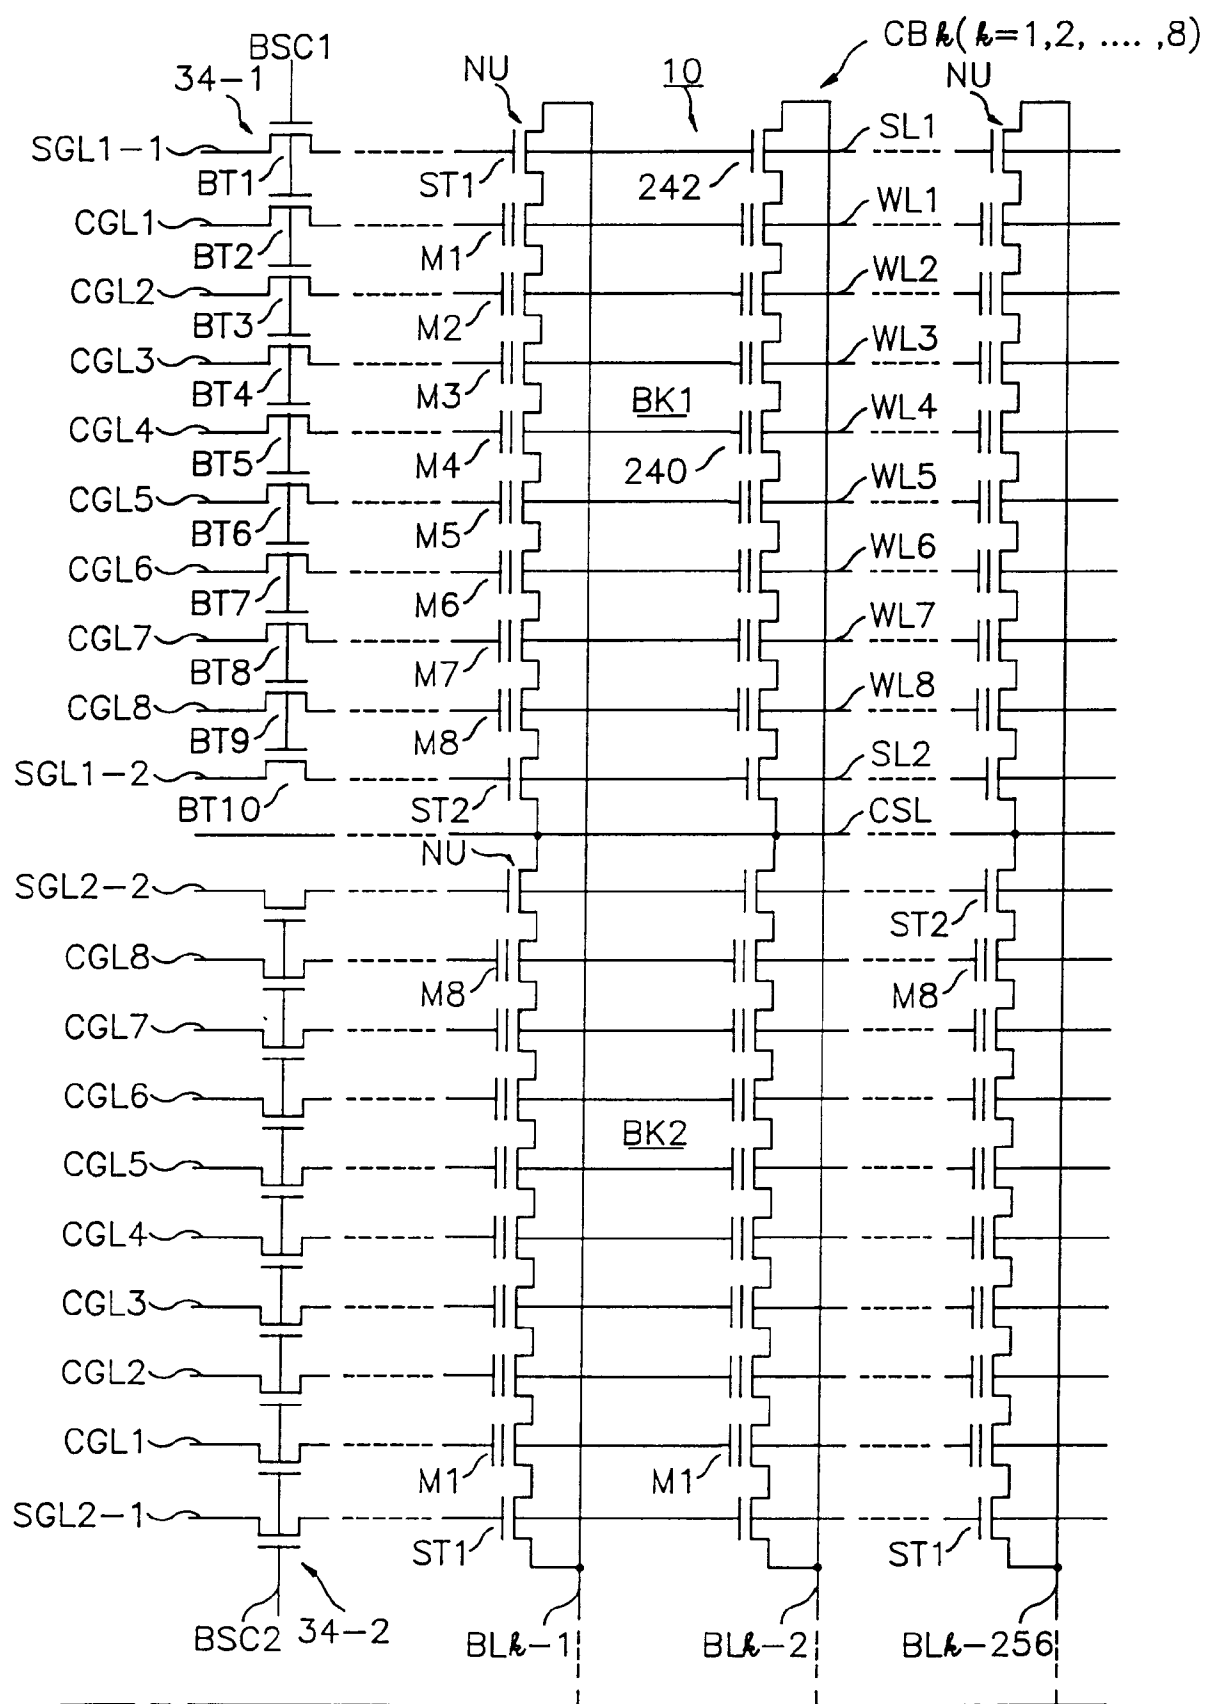 CBk(k=1,2, .... ,8)
BSC1
NU
10
NU
34-1
SGL1-1
SL1
BT1
ST1
242
CGL1
WL1
BT2
M1
CGL2
WL2
BT3
M2
CGL3
WL3
BT4
M3
BK1
CGL4
WL4
BT5
M4
240
CGL5
WL5
BT6
M5
CGL6
WL6
BT7
M6
CGL7
WL7
BT8
M7
CGL8
WL8
BT9
M8
SGL1-2
SL2
BT10
ST2
CSL
NU
SGL2-2
ST2
CGL8
M8
M8
CGL7
CGL6
BK2
CGL5
CGL4
CGL3
CGL2
CGL1
M1
M1
SGL2-1
ST1
ST1
BSC2
34-2
BLk-1
BLk-2
BLk-256